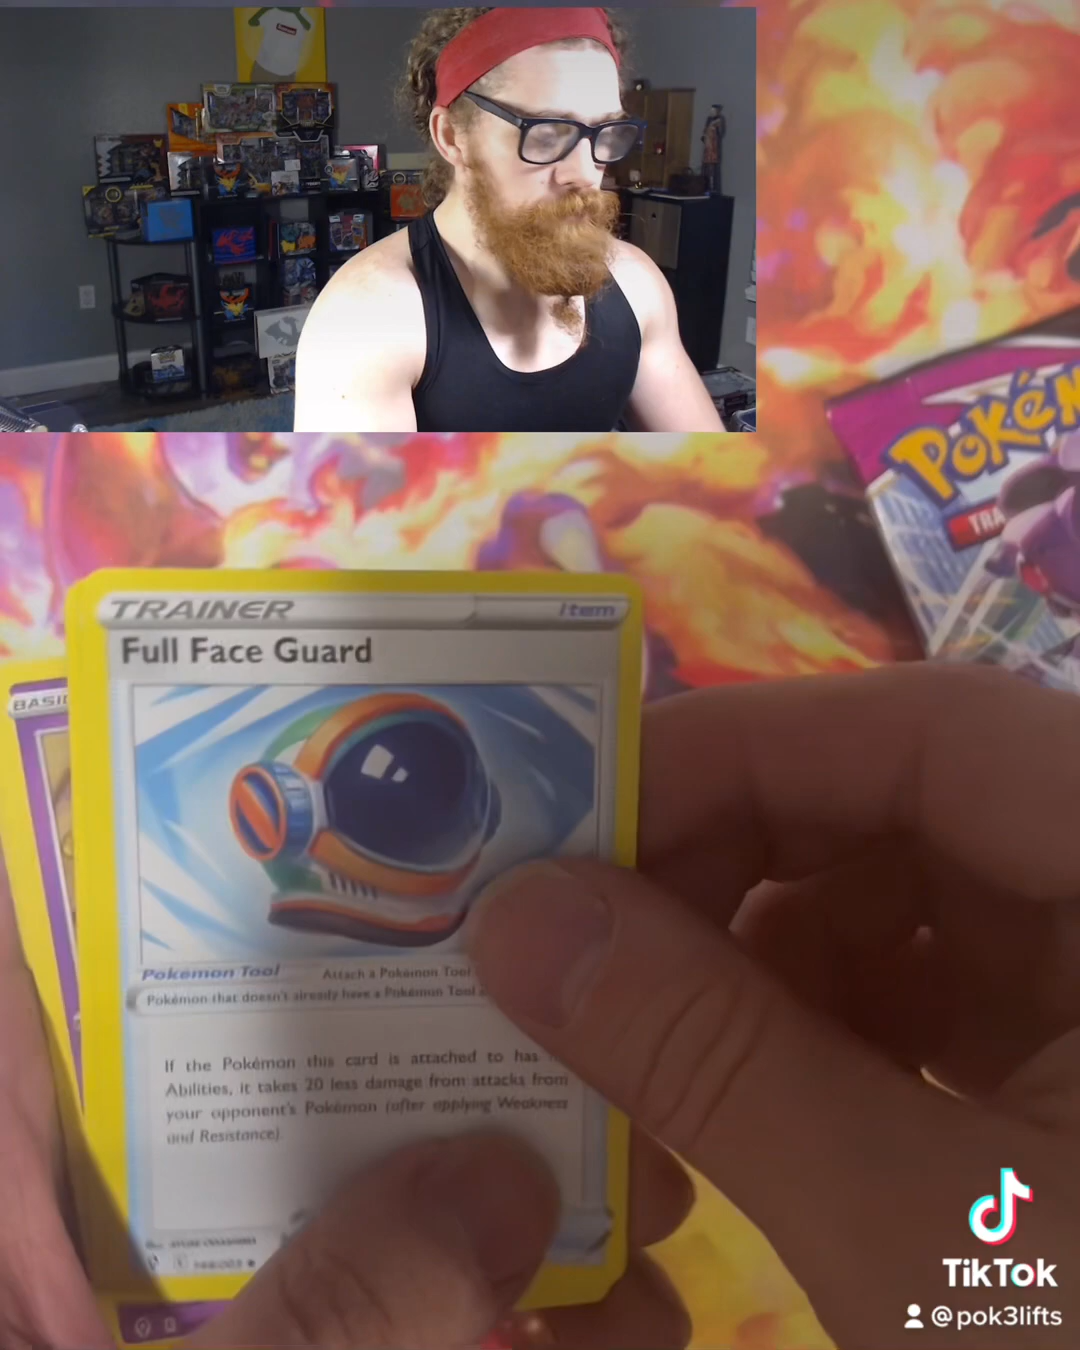 Pokém
TRA
TRAINER
Item
Full Face Guard
BASIC
Pokémon Tool
Attach a Pokémon Tool
Pokémon that doesn't already have a Pokémon Tool
If the Pokémon this card is attached to has
Abilities, it takes 20 less damage from attacks from
your opponent's Pokémon (after applying Weakness
and Resistance).
TikTok
@pok3lifts